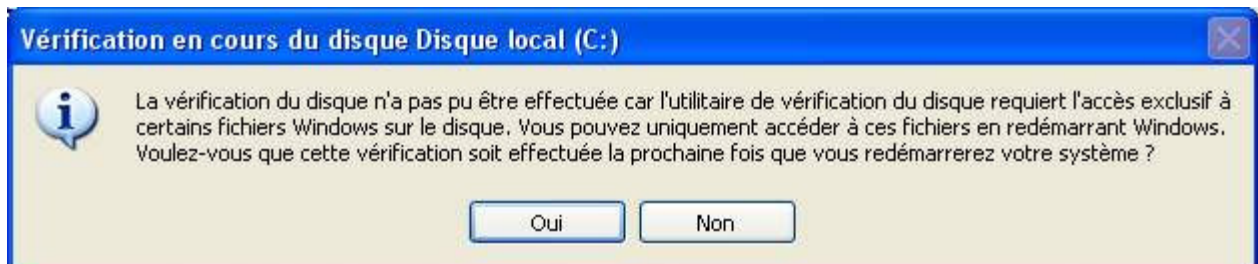 Vérification en cours du disque Disque local (C:)
La vérification du disque n'a pas pu être effectuée car l'utilitaire de vérification du disque requiert l'accès exclusif à
certains fichiers Windows sur le disque. Vous pouvez uniquement accéder à ces fichiers en redémarrant Windows.
Voulez-vous que cette vérification soit effectuée la prochaine fois que vous redémarrerez votre système ?
Oui Non